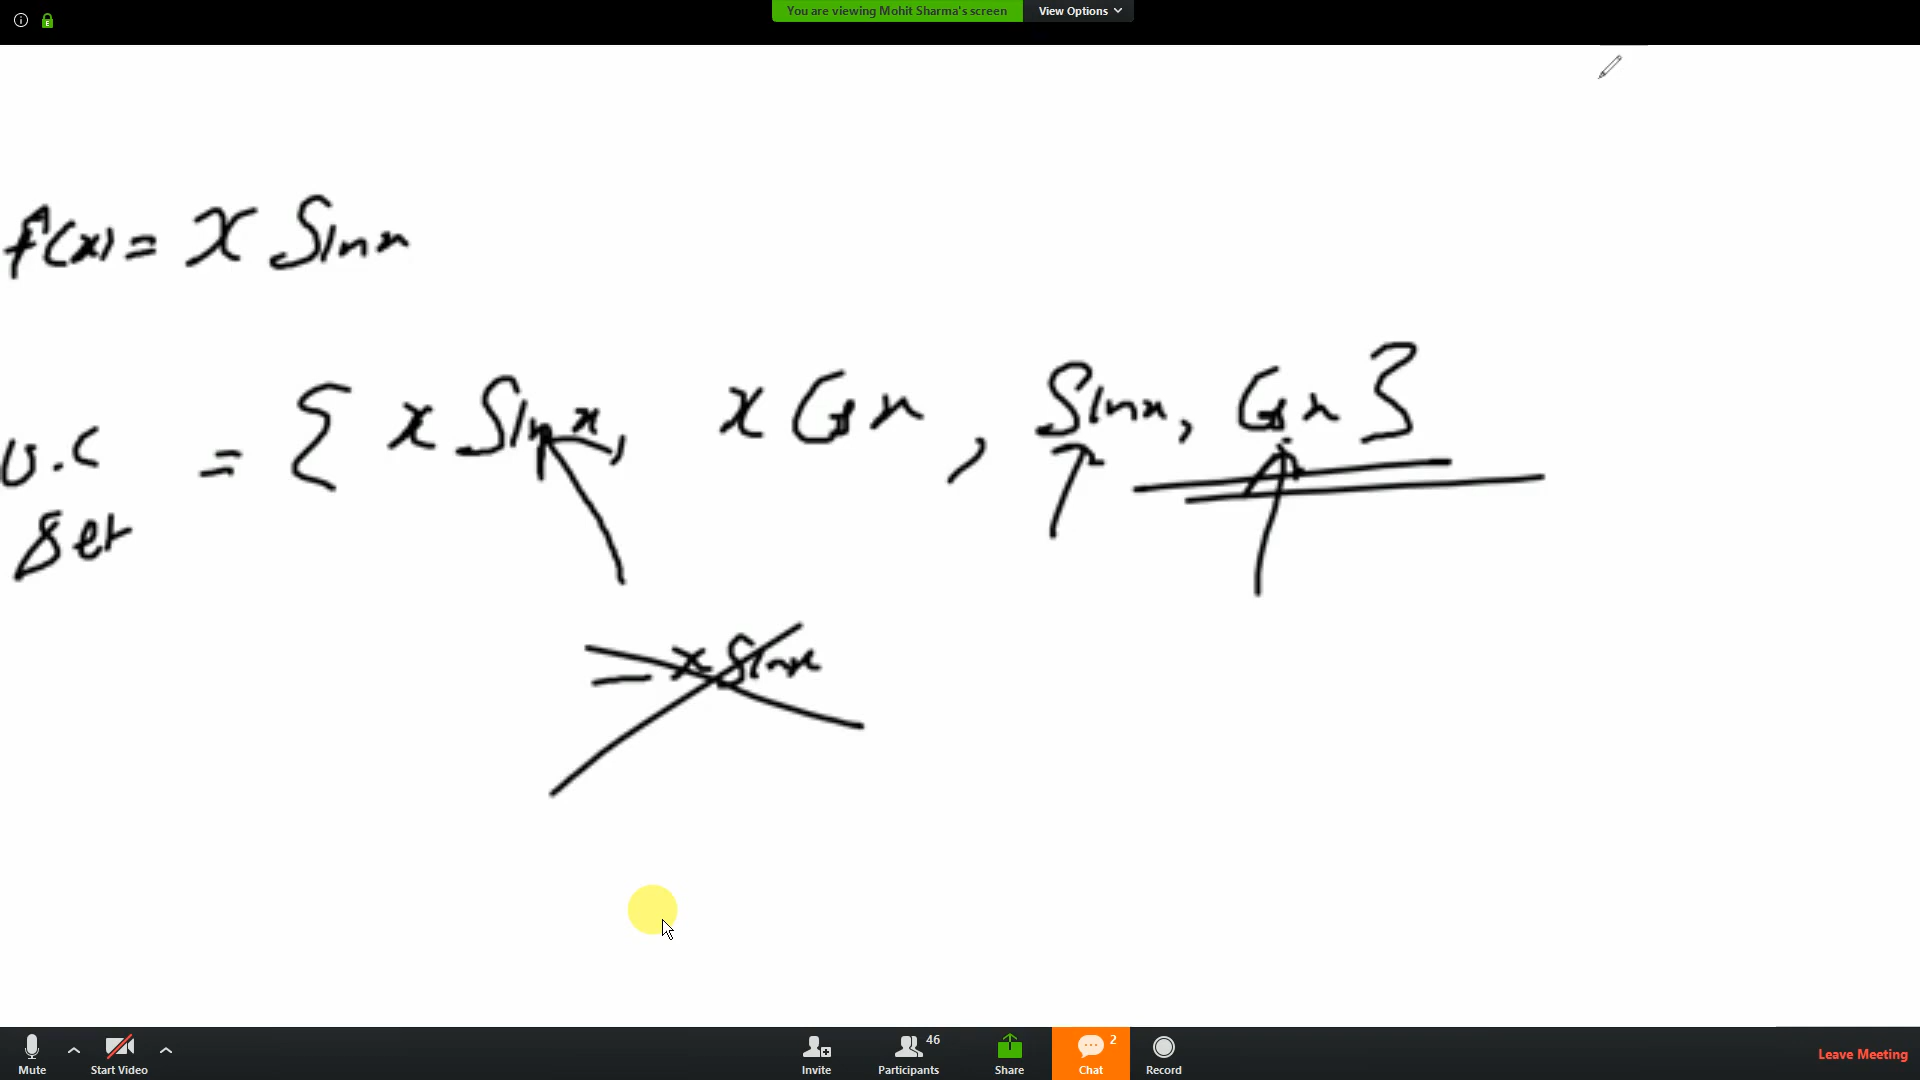 You are viewing Mohit Sharma's screen View Options
f(x) = x Sinx
U.C = { x Sinx, x Cosx, Sinx, Cosx }
Set
= x Sinx
Mute Start Video Invite Participants 46 Share Chat 2 Record Leave Meeting